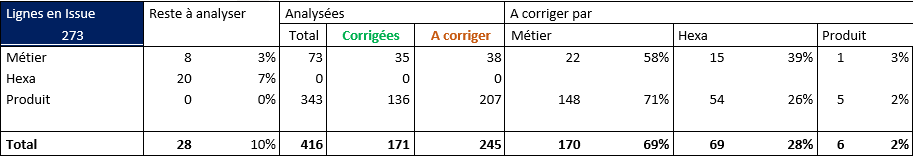 Lignes en Issue Reste à analyser Analysées A corriger par
273 Total Corrigées A corriger Métier Hexa Produit
Métier 8 3% 73 35 38 22 58% 15 39% 1 3%
Hexa 20 7% 0 0 0
Produit 0 0% 343 136 207 148 71% 54 26% 5 2%
Total 28 10% 416 171 245 170 69% 69 28% 6 2%